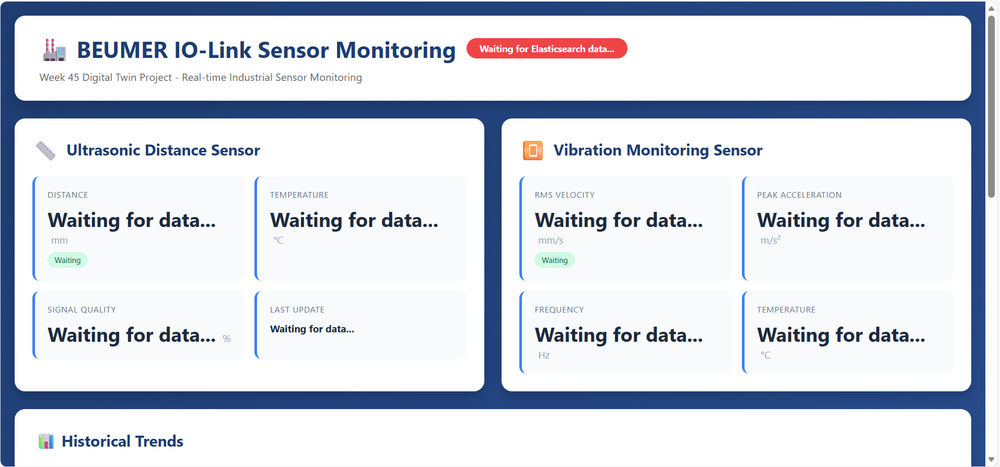 BEUMER IO-Link Sensor Monitoring
Waiting for Elasticsearch data...
Week 45 Digital Twin Project - Real-time Industrial Sensor Monitoring
Ultrasonic Distance Sensor
DISTANCE
Waiting for data...
mm
Waiting
TEMPERATURE
Waiting for data...
°C
SIGNAL QUALITY
Waiting for data... %
LAST UPDATE
Waiting for data...
Vibration Monitoring Sensor
RMS VELOCITY
Waiting for data...
mm/s
Waiting
PEAK ACCELERATION
Waiting for data...
m/s²
FREQUENCY
Waiting for data...
Hz
TEMPERATURE
Waiting for data...
°C
Historical Trends